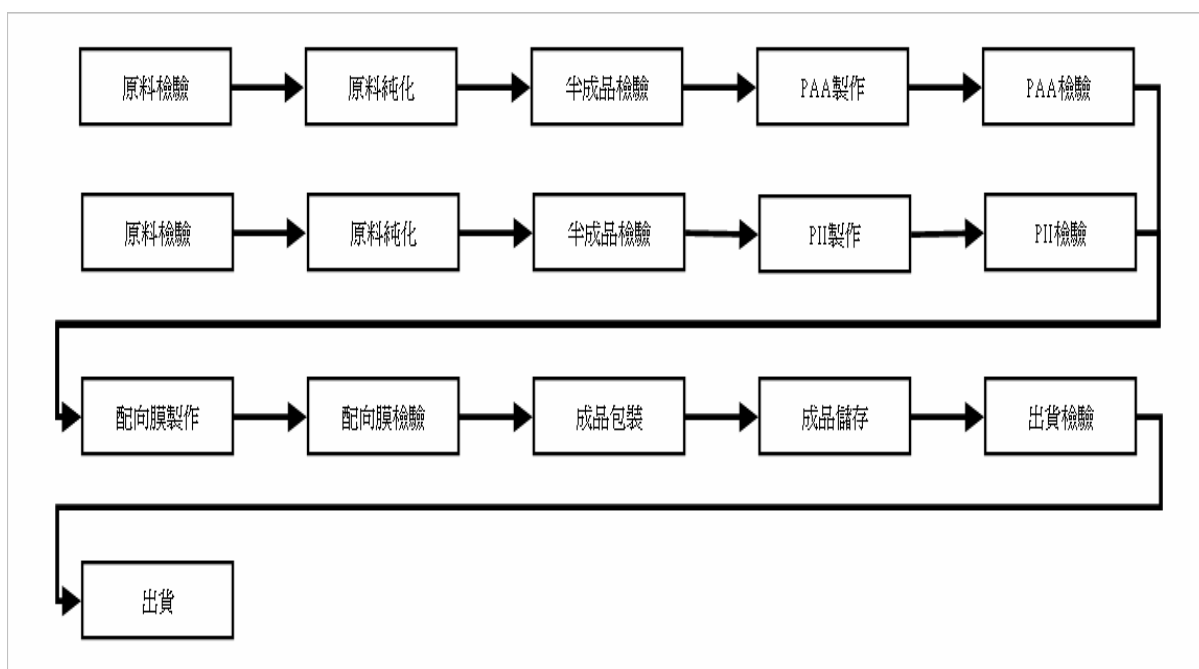 原料檢驗
原料純化
半成品檢驗
PAA製作
PAA檢驗
原料檢驗
原料純化
半成品檢驗
PII製作
PII檢驗
配向膜製作
配向膜檢驗
成品包裝
成品儲存
出貨檢驗
出貨